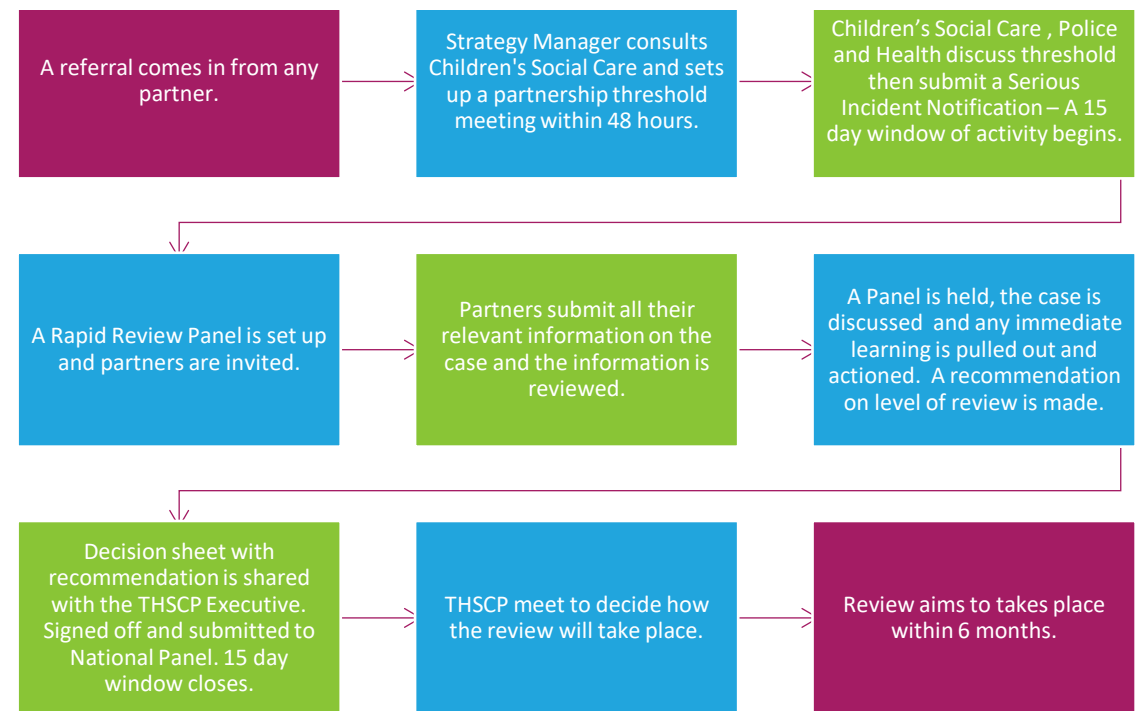 A referral comes in from any
partner.
Strategy Manager consults
Children's Social Care and sets
up a partnership threshold
meeting within 48 hours.
Children’s Social Care , Police
and Health discuss threshold
then submit a Serious
Incident Notification – A 15
day window of activity begins.
A Rapid Review Panel is set up
and partners are invited.
Partners submit all their
relevant information on the
case and the information is
reviewed.
A Panel is held, the case is
discussed and any immediate
learning is pulled out and
actioned. A recommendation
on level of review is made.
Decision sheet with
recommendation is shared
with the THSCP Executive.
Signed off and submitted to
National Panel. 15 day
window closes.
THSCP meet to decide how
the review will take place.
Review aims to takes place
within 6 months.